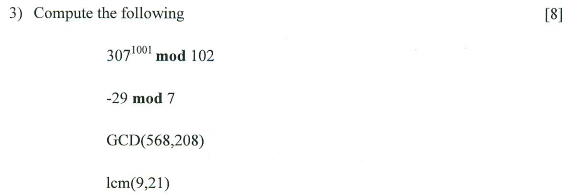 3) Compute the following [8]
307^1001 mod 102
-29 mod 7
GCD(568,208)
lcm(9,21)